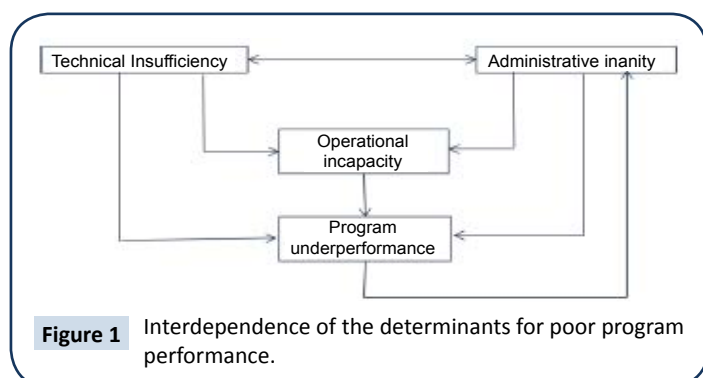 Technical Insufficiency
Administrative inanity
Operational
incapacity
Program
underperformance
Figure 1 Interdependence of the determinants for poor program
performance.